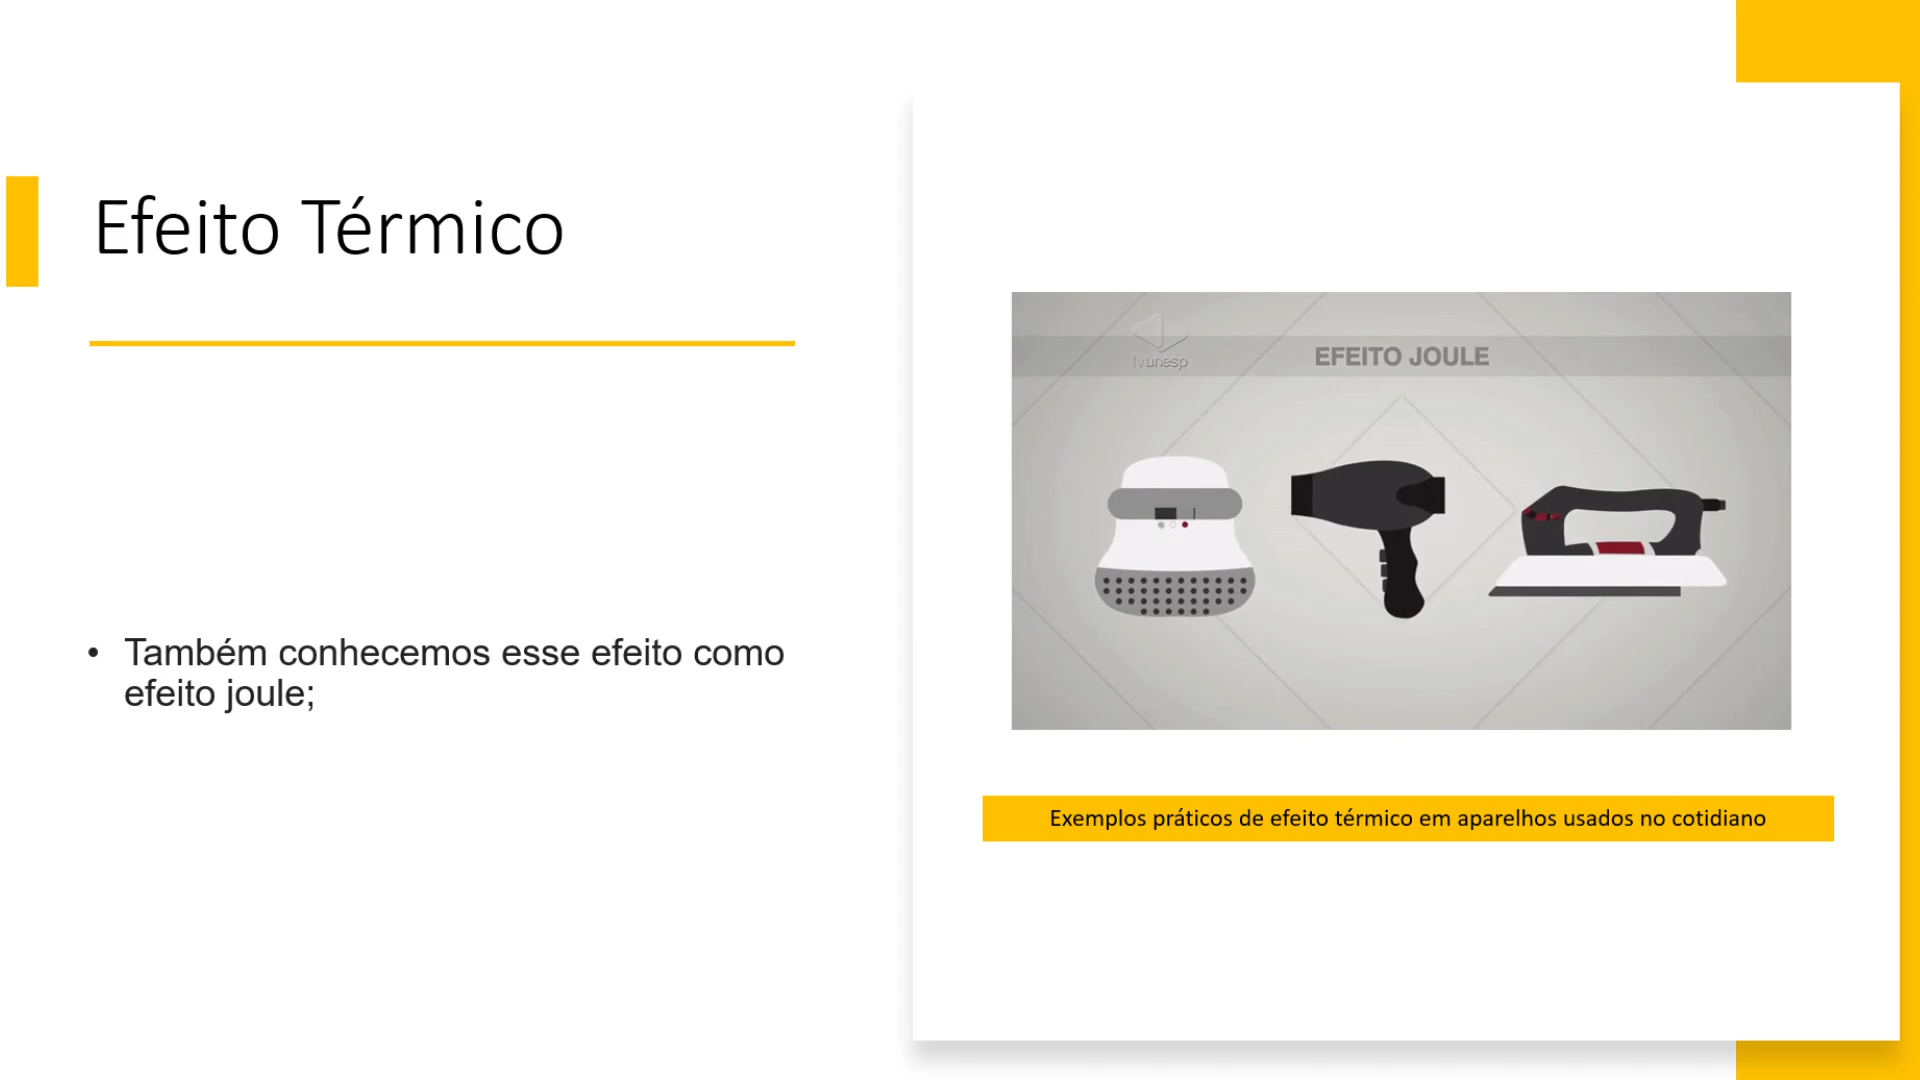 Efeito Térmico
• Também conhecemos esse efeito como
efeito joule;
tvunesp
EFEITO JOULE
Exemplos práticos de efeito térmico em aparelhos usados no cotidiano